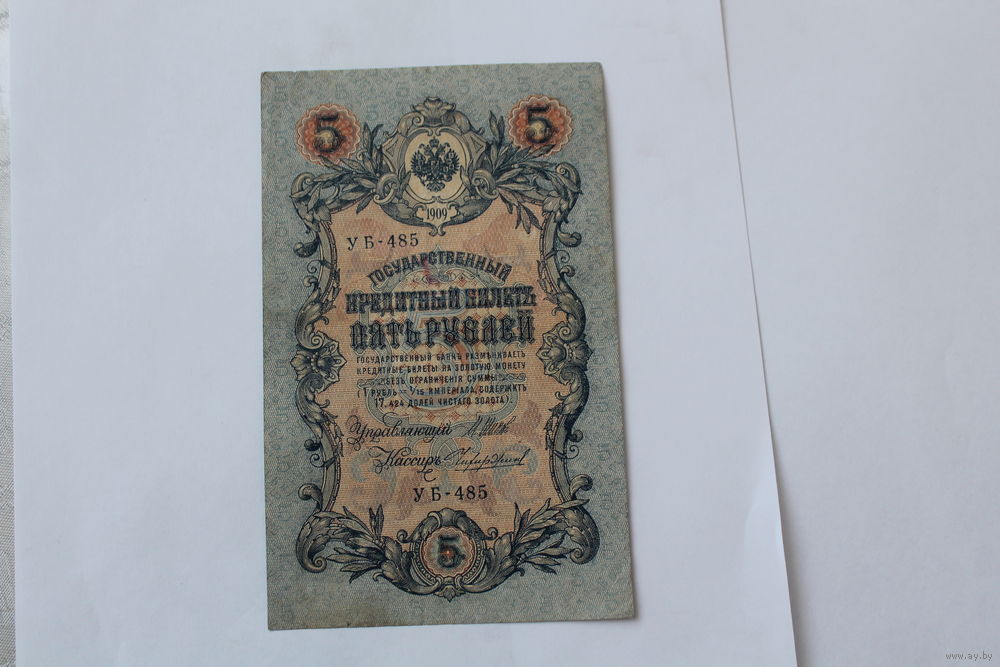 5 5
1909
УБ-485
ГОСУДАРСТВЕННЫЙ
КРЕДИТНЫЙ БИЛЕТЪ
ПЯТЬ РУБЛЕЙ
ГОСУДАРСТВЕННЫЙ БАНКЪ РАЗМѢНИВАЕТЪ
КРЕДИТНЫЕ БИЛЕТЫ НА ЗОЛОТУЮ МОНЕТУ
БЕЗЪ ОГРАНИЧЕНІЯ СУММЫ
(1 РУБЛЬ = 1/15 ИМПЕРІАЛА, СОДЕРЖИТЪ
17,424 ДОЛЕЙ ЧИСТАГО ЗОЛОТА).
Управляющій
Кассиръ
УБ-485
5
www.ay.by